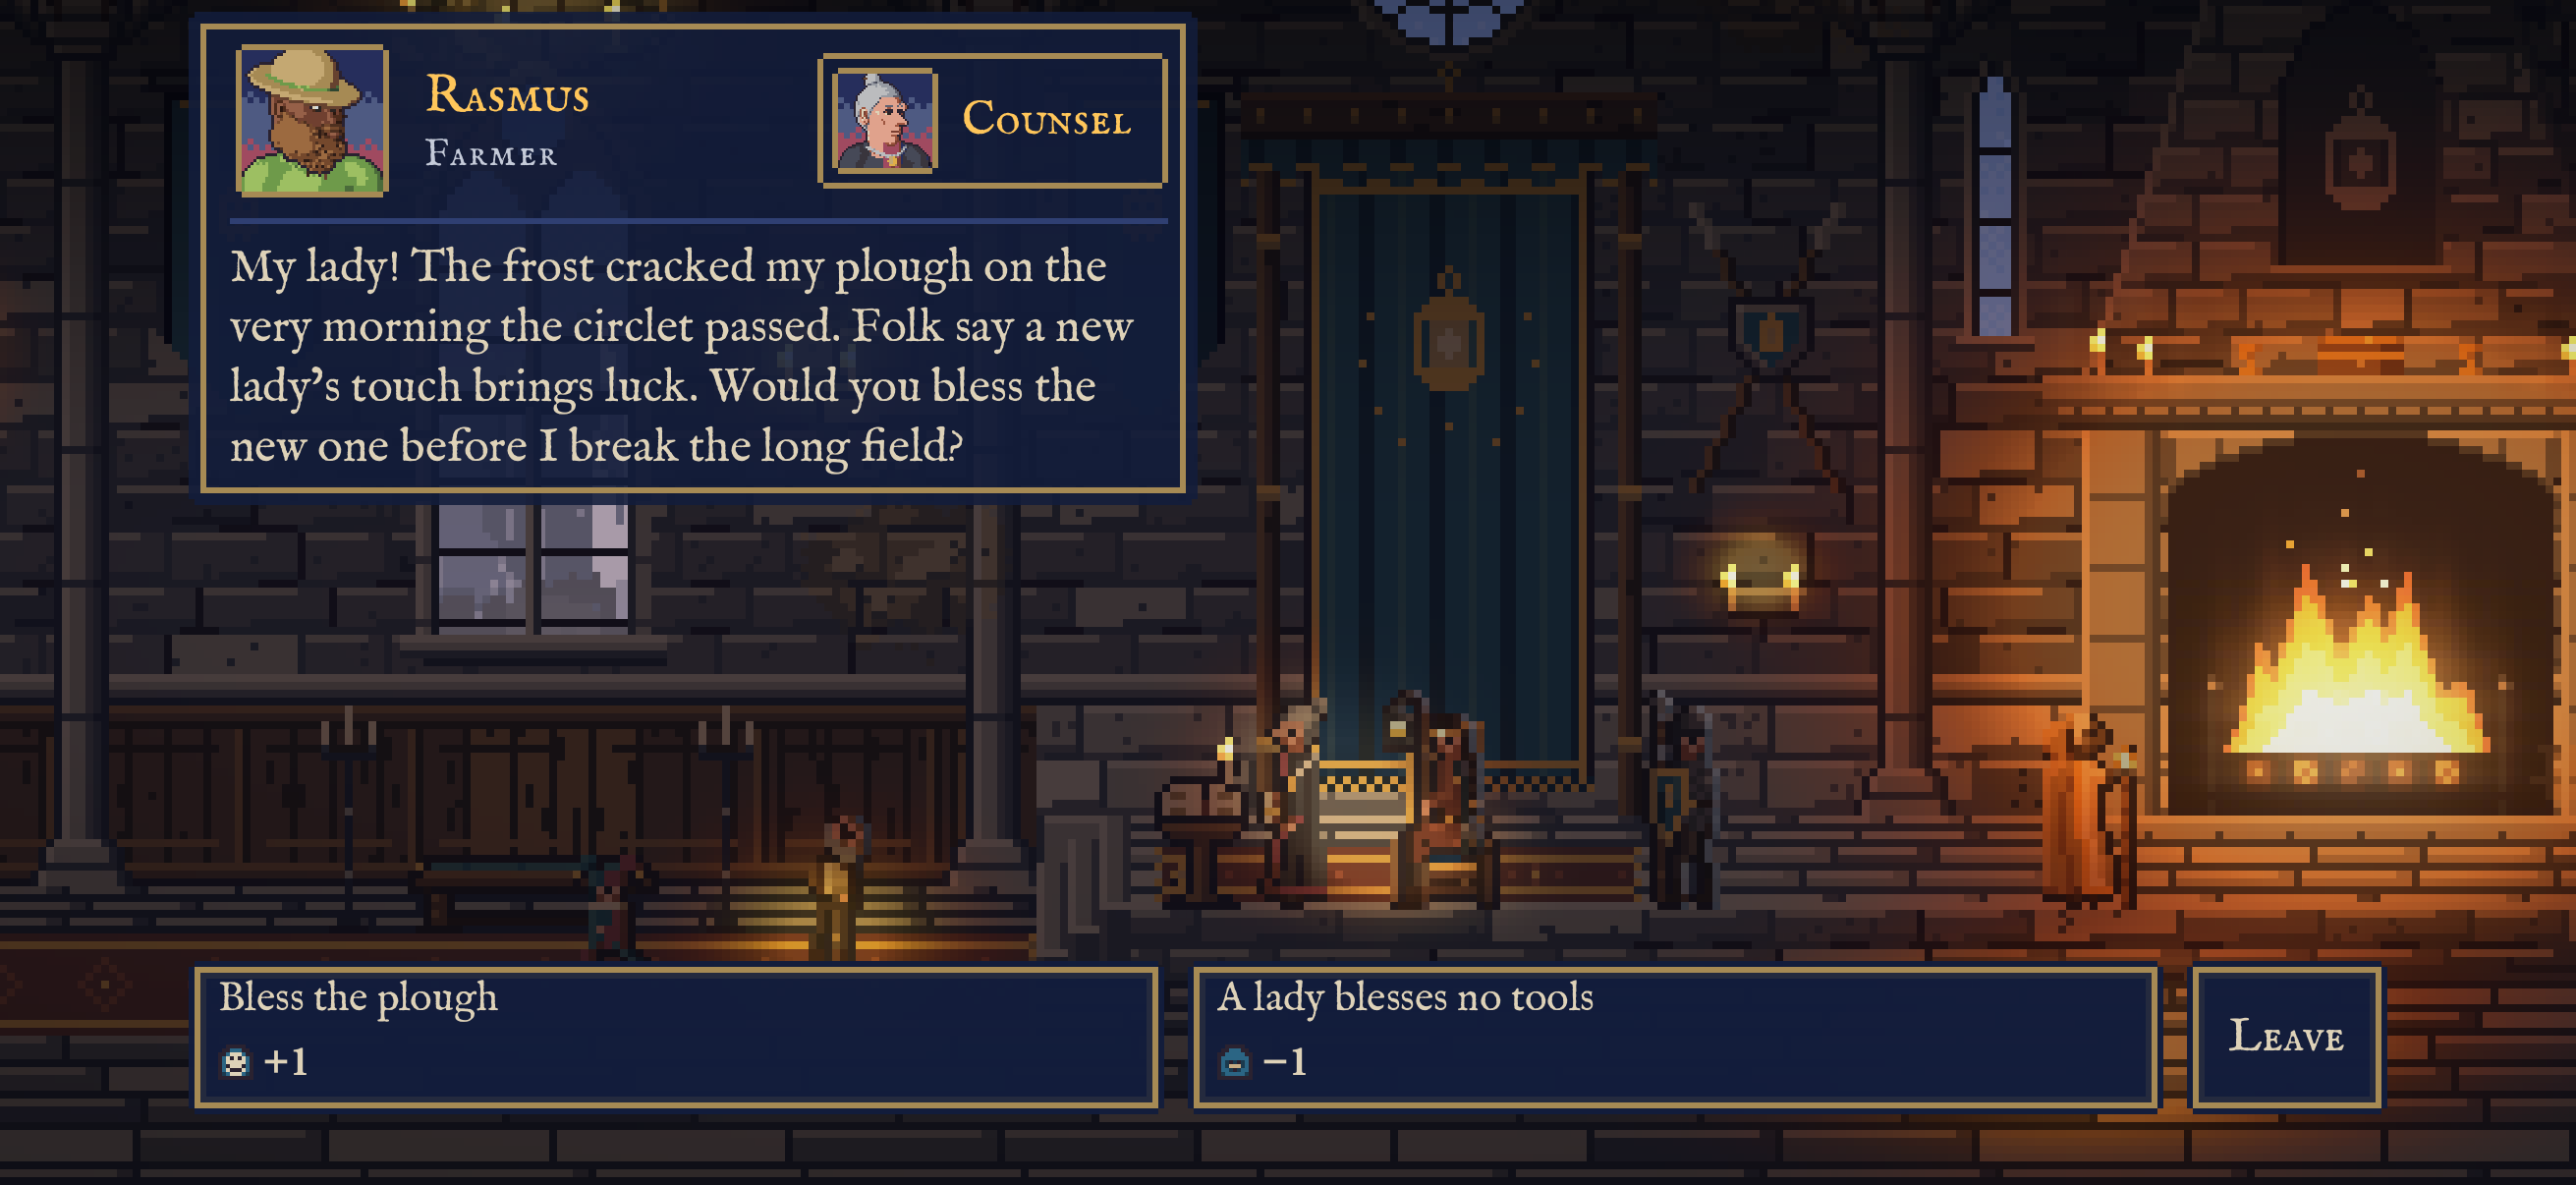 Rasmus
Farmer
Counsel
My lady! The frost cracked my plough on the
very morning the circlet passed. Folk say a new
lady’s touch brings luck. Would you bless the
new one before I break the long field?
Bless the plough
+1
A lady blesses no tools
−1
Leave